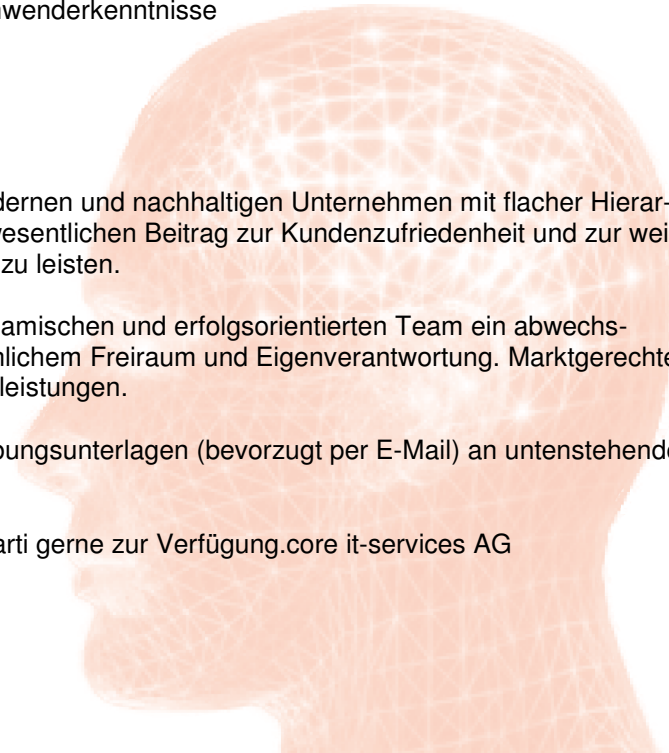 nwenderkenntnisse
dernen und nachhaltigen Unternehmen mit flacher Hierar-
wesentlichen Beitrag zur Kundenzufriedenheit und zur wei
zu leisten.
amischen und erfolgsorientierten Team ein abwechs-
nlichem Freiraum und Eigenverantwortung. Marktgerechte
leistungen.
bungsunterlagen (bevorzugt per E-Mail) an untenstehende
arti gerne zur Verfügung.core it-services AG